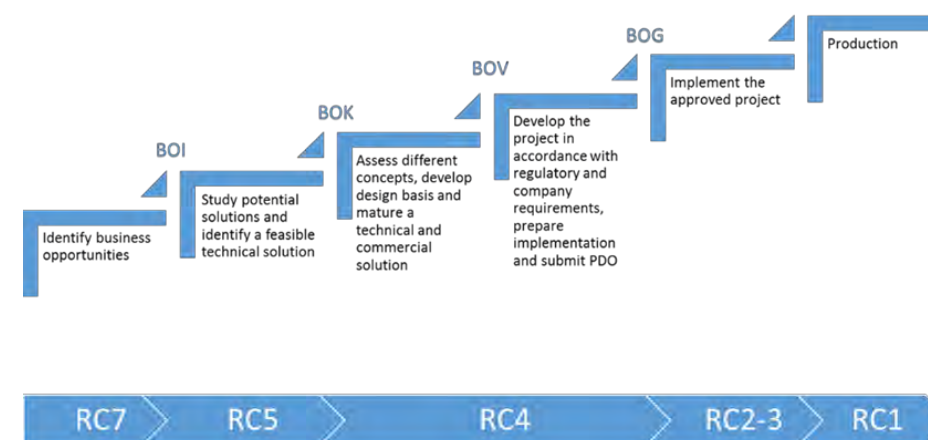 BOI
BOK
BOV
BOG
Identify business
opportunities
Study potential
solutions and
identify a feasible
technical solution
Assess different
concepts, develop
design basis and
mature a
technical and
commercial
solution
Develop the
project in
accordance with
regulatory and
company
requirements,
prepare
implementation
and submit PDO
Implement the
approved project
Production
RC7
RC5
RC4
RC2-3
RC1